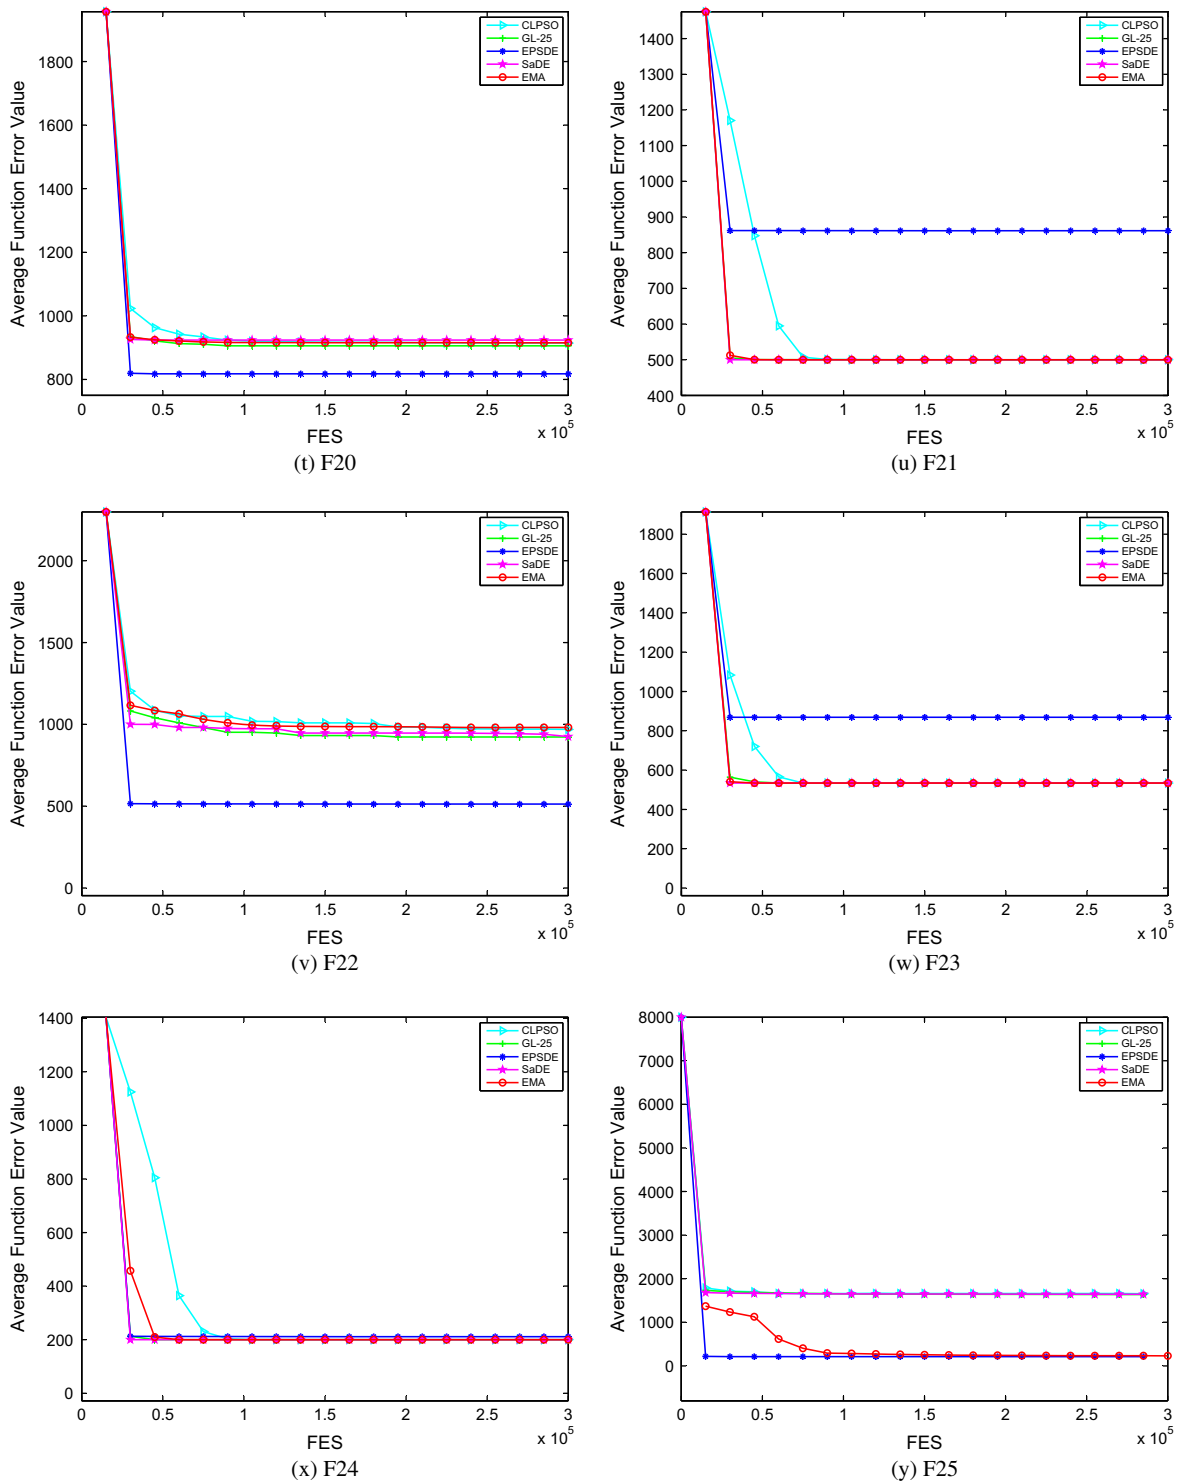 1800
1600
1400
1200
1000
800
Average Function Error Value
0 0.5 1 1.5 2 2.5 3
x 10^5
FES
CLPSO
GL-25
EPSDE
SaDE
EMA
(t) F20
1400
1300
1200
1100
1000
900
800
700
600
500
400
Average Function Error Value
0 0.5 1 1.5 2 2.5 3
x 10^5
FES
CLPSO
GL-25
EPSDE
SaDE
EMA
(u) F21
2000
1500
1000
500
0
Average Function Error Value
0 0.5 1 1.5 2 2.5 3
x 10^5
FES
CLPSO
GL-25
EPSDE
SaDE
EMA
(v) F22
1800
1600
1400
1200
1000
800
600
400
200
0
Average Function Error Value
0 0.5 1 1.5 2 2.5 3
x 10^5
FES
CLPSO
GL-25
EPSDE
SaDE
EMA
(w) F23
1400
1200
1000
800
600
400
200
0
Average Function Error Value
0 0.5 1 1.5 2 2.5 3
x 10^5
FES
CLPSO
GL-25
EPSDE
SaDE
EMA
(x) F24
8000
7000
6000
5000
4000
3000
2000
1000
0
Average Function Error Value
0 0.5 1 1.5 2 2.5 3
x 10^5
FES
CLPSO
GL-25
EPSDE
SaDE
EMA
(y) F25